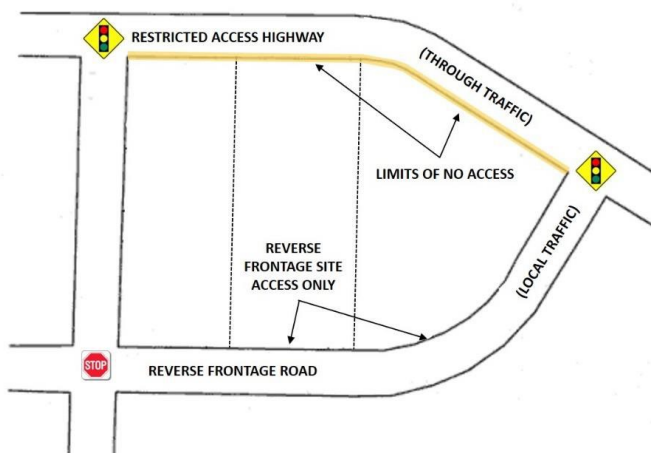 RESTRICTED ACCESS HIGHWAY
(THROUGH TRAFFIC)
LIMITS OF NO ACCESS
REVERSE
FRONTAGE SITE
ACCESS ONLY
(LOCAL TRAFFIC)
STOP
REVERSE FRONTAGE ROAD